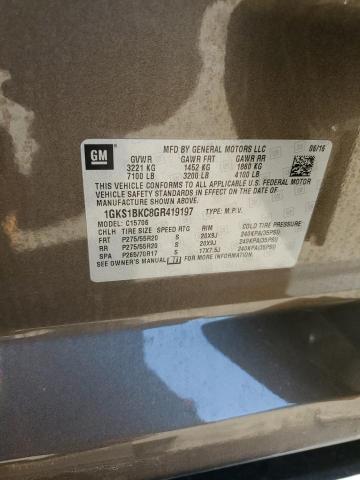 GM
MFD BY GENERAL MOTORS LLC
GVWR GAWR FRT GAWR RR 06/16
3221 KG 1452 KG 1860 KG
7100 LB 3200 LB 4100 LB
THIS VEHICLE CONFORMS TO ALL APPLICABLE U.S. FEDERAL MOTOR
VEHICLE SAFETY STANDARDS IN EFFECT ON THE DATE OF MANUFACTURE
SHOWN ABOVE.
1GKS1BKC8GR419197 TYPE: M.P.V.
MODEL: C15706
CHLH TIRE SIZE SPEED RTG RIM COLD TIRE PRESSURE
FRT P275/55R20 S 20X9J 240KPA(35PSI)
RR P275/55R20 S 20X9J 240KPA(35PSI)
SPA P265/70R17 S 17X7.5J 240KPA(35PSI)
SEE OWNER'S MANUAL FOR MORE INFORMATION.